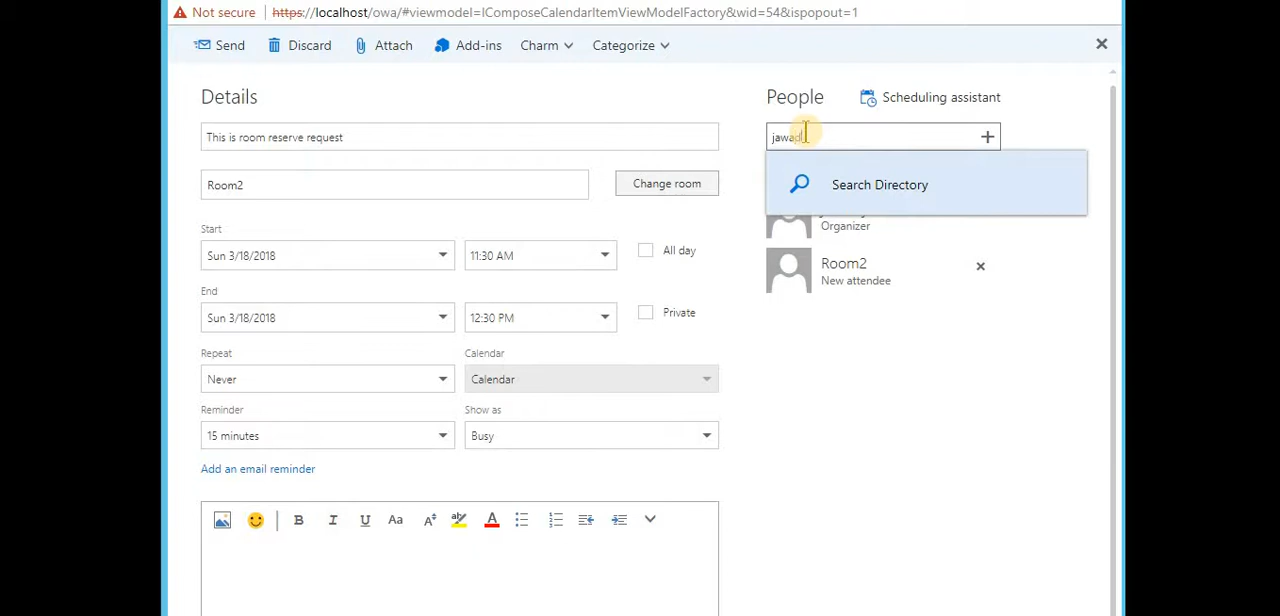 Not secure https://localhost/owa/#viewmodel=IComposeCalendarItemViewModelFactory&wid=54&ispopout=1
Send Discard Attach Add-ins Charm Categorize
Details
People Scheduling assistant
This is room reserve request
jawad
Room2
Change room
Search Directory
Start
Organizer
Sun 3/18/2018 11:30 AM All day
Room2
New attendee
End
Sun 3/18/2018 12:30 PM Private
Repeat Calendar
Never Calendar
Reminder Show as
15 minutes Busy
Add an email reminder
B I U Aa A A